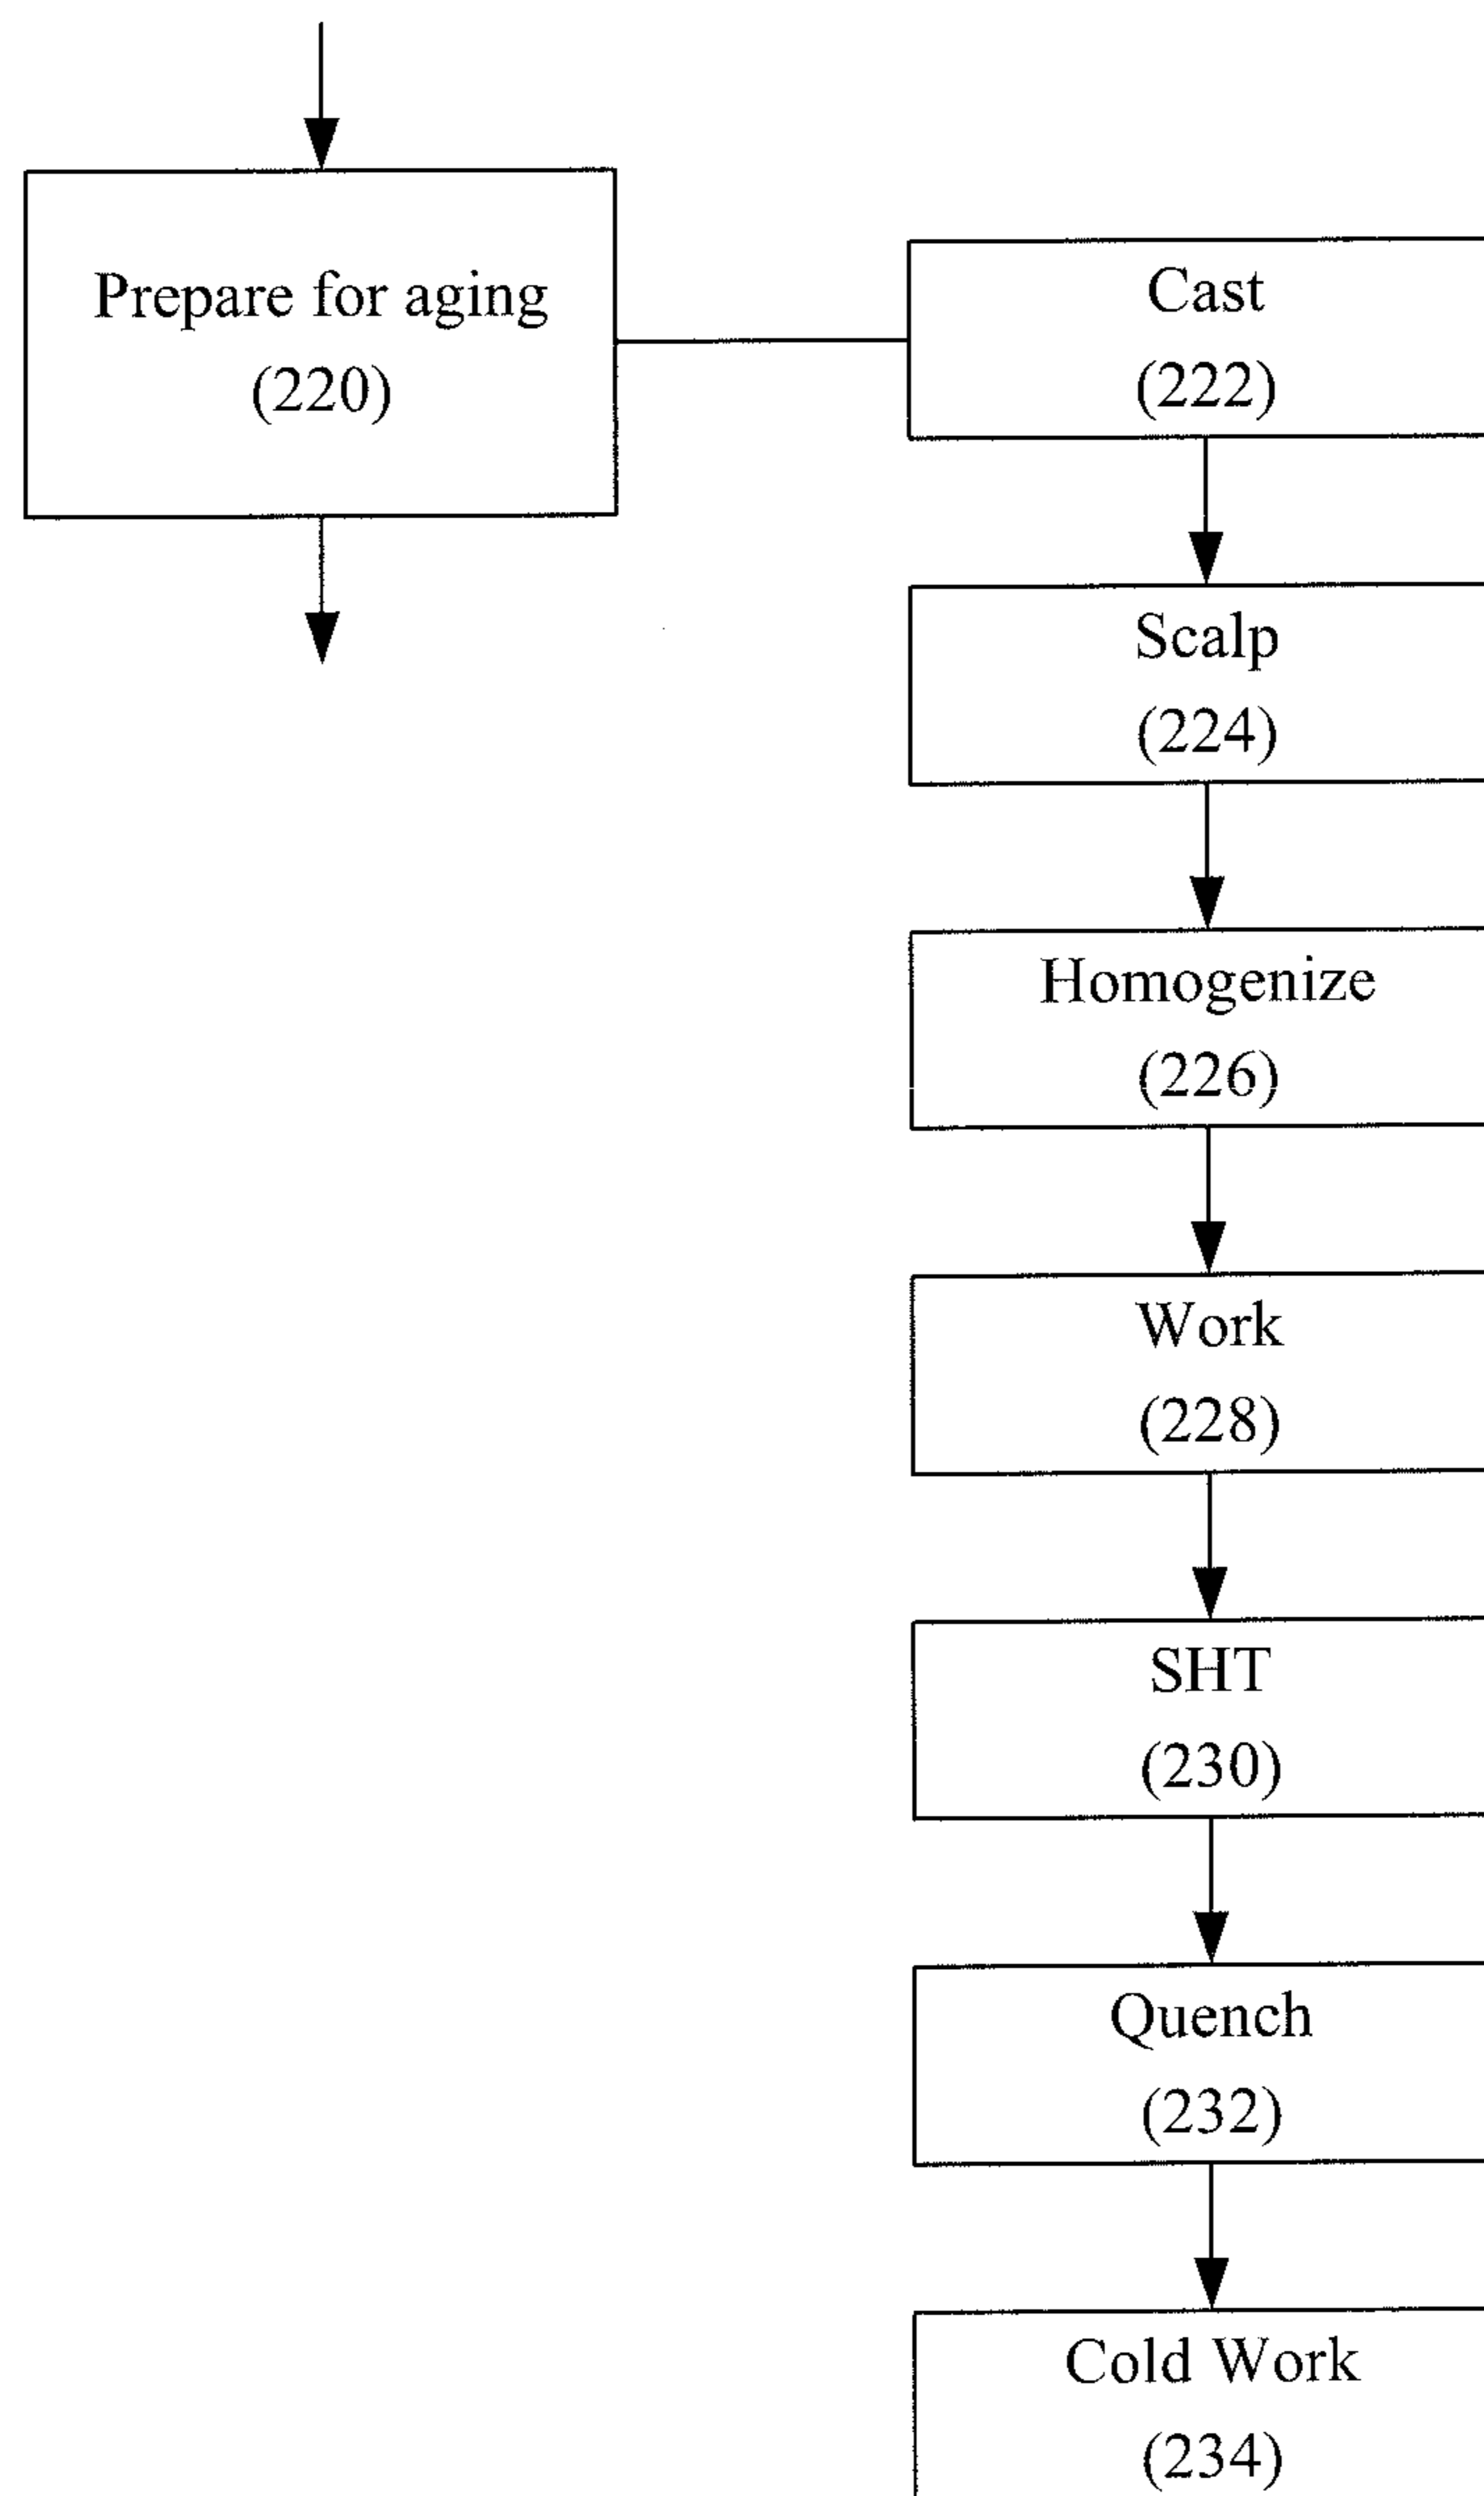 Prepare for aging
(220)
Cast
(222)
Scalp
(224)
Homogenize
(226)
Work
(228)
SHT
(230)
Quench
(232)
Cold Work
(234)